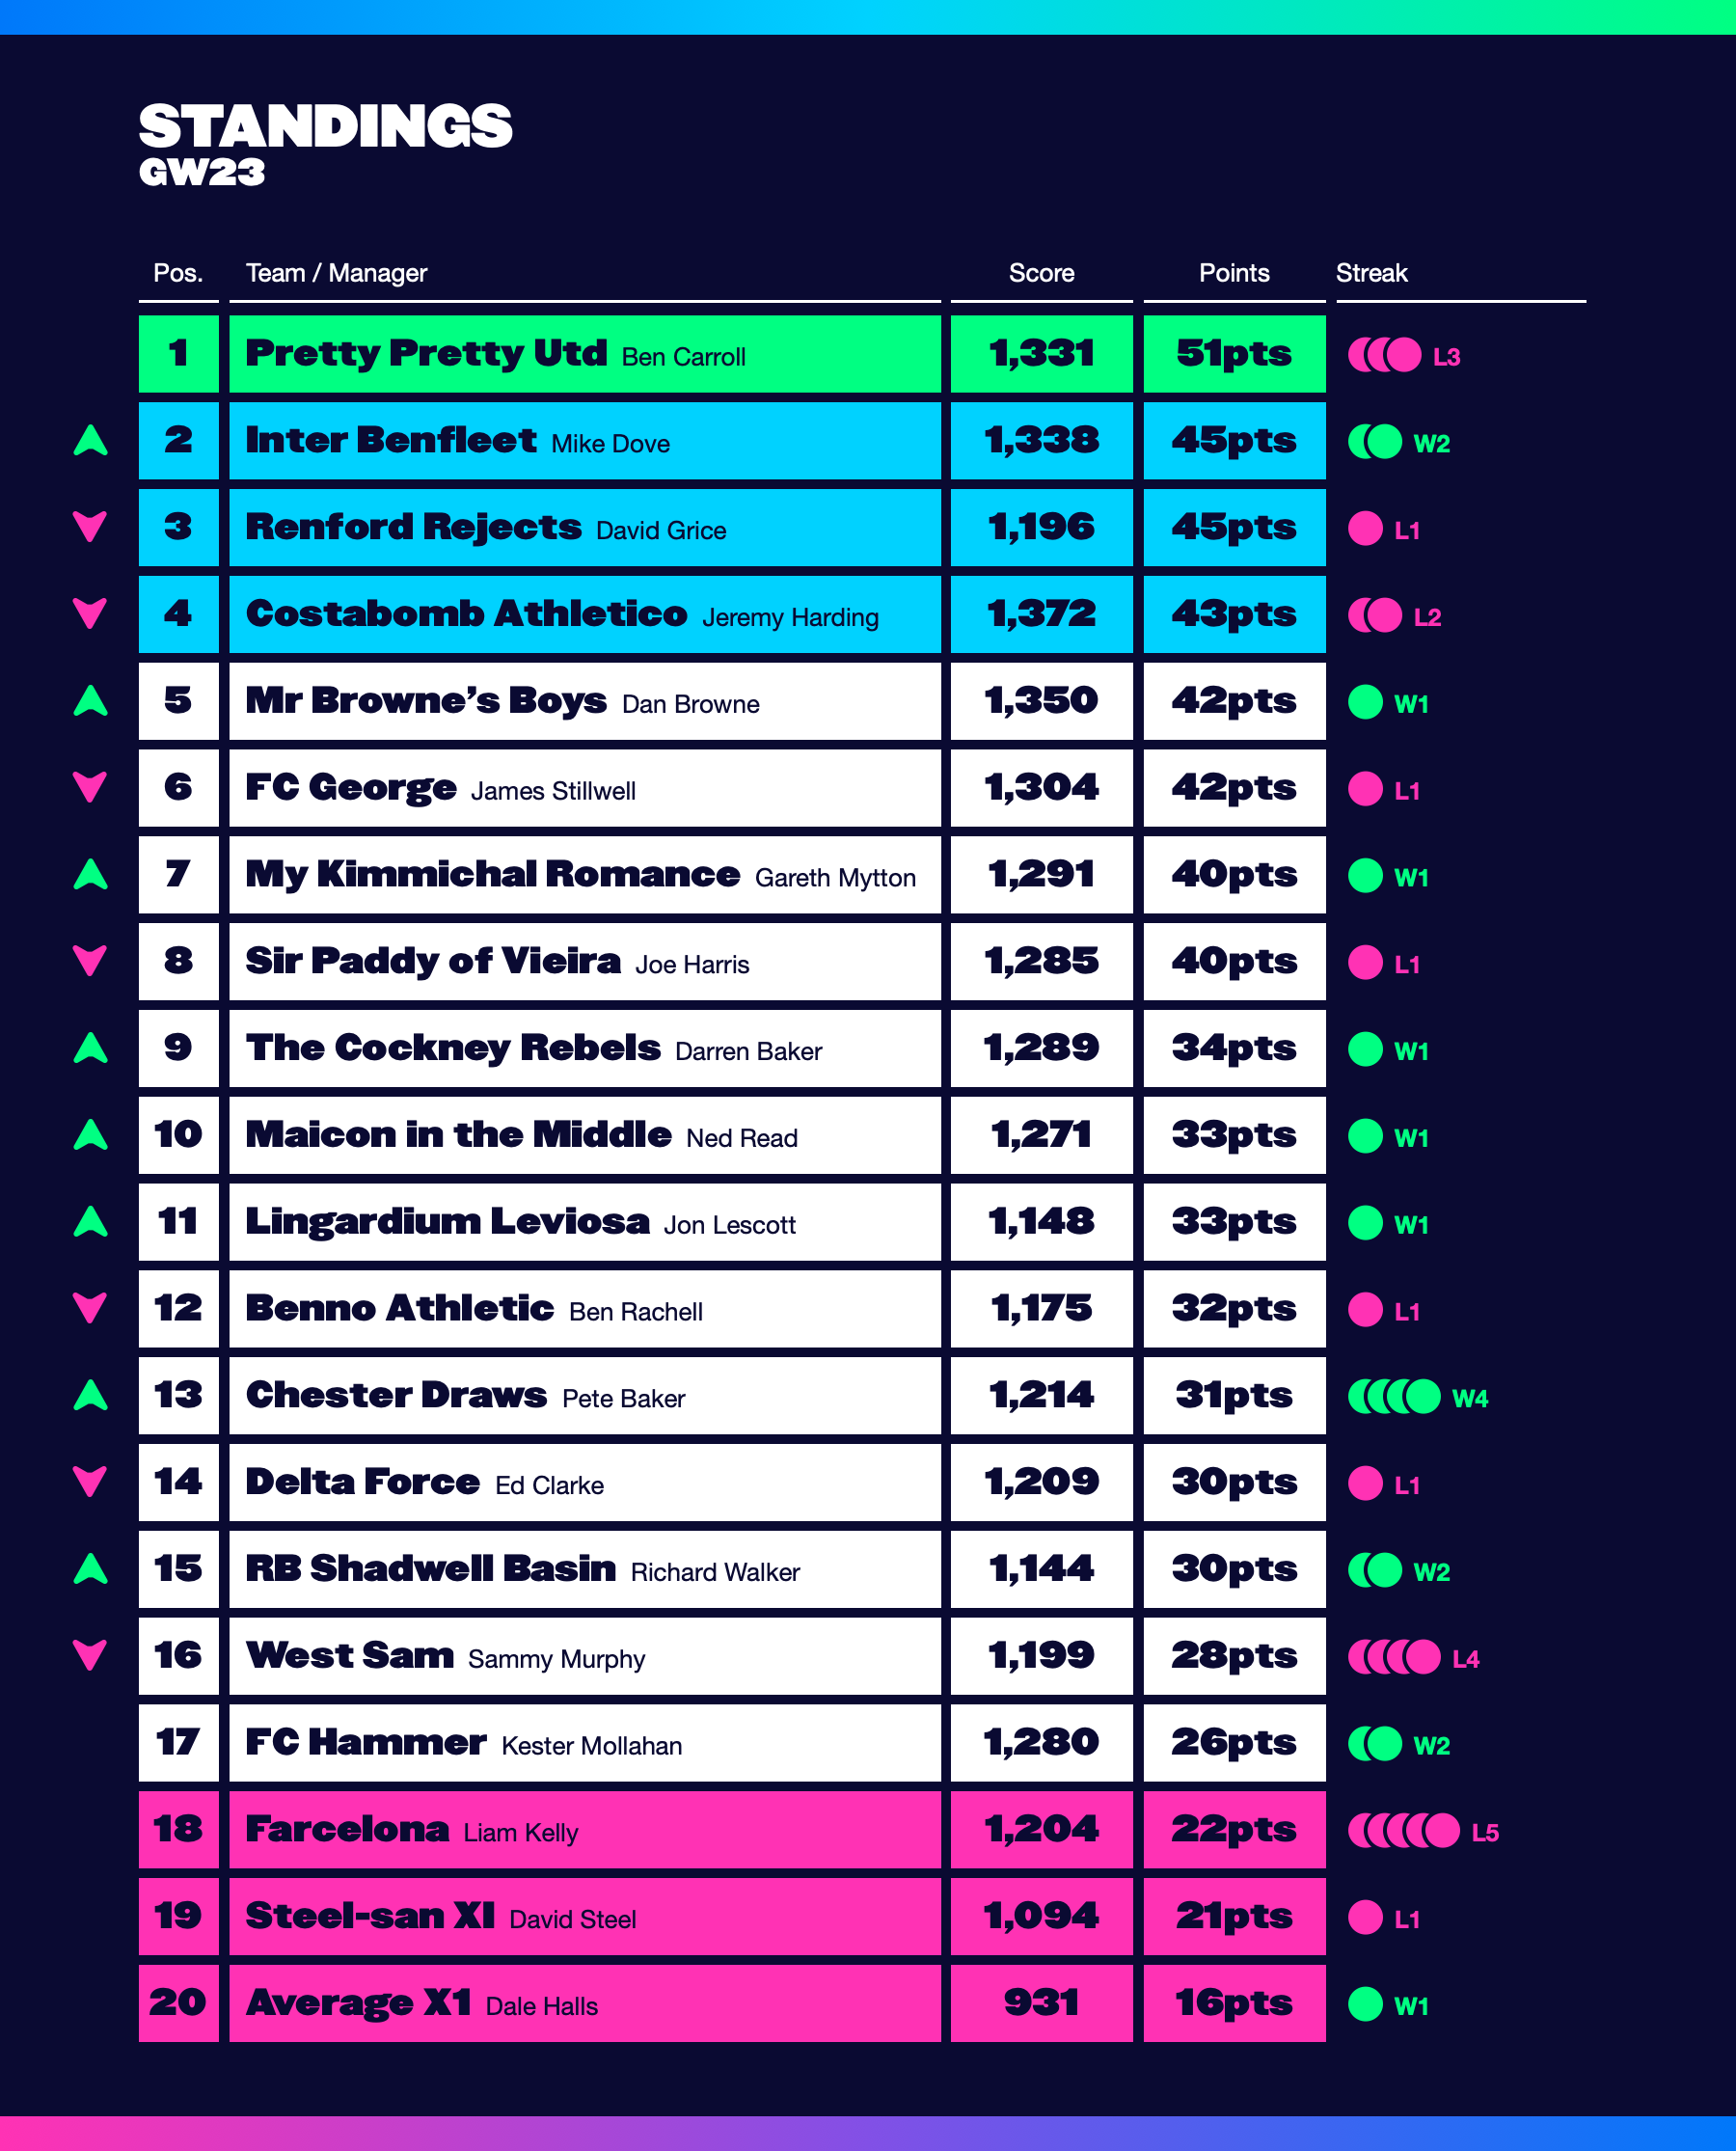 STANDINGS
GW23
Pos. Team / Manager Score Points Streak
1 Pretty Pretty Utd Ben Carroll 1,331 51pts L3
2 Inter Benfleet Mike Dove 1,338 45pts W2
3 Renford Rejects David Grice 1,196 45pts L1
4 Costabomb Athletico Jeremy Harding 1,372 43pts L2
5 Mr Browne’s Boys Dan Browne 1,350 42pts W1
6 FC George James Stillwell 1,304 42pts L1
7 My Kimmichal Romance Gareth Mytton 1,291 40pts W1
8 Sir Paddy of Vieira Joe Harris 1,285 40pts L1
9 The Cockney Rebels Darren Baker 1,289 34pts W1
10 Maicon in the Middle Ned Read 1,271 33pts W1
11 Lingardium Leviosa Jon Lescott 1,148 33pts W1
12 Benno Athletic Ben Rachell 1,175 32pts L1
13 Chester Draws Pete Baker 1,214 31pts W4
14 Delta Force Ed Clarke 1,209 30pts L1
15 RB Shadwell Basin Richard Walker 1,144 30pts W2
16 West Sam Sammy Murphy 1,199 28pts L4
17 FC Hammer Kester Mollahan 1,280 26pts W2
18 Farcelona Liam Kelly 1,204 22pts L5
19 Steel-san XI David Steel 1,094 21pts L1
20 Average X1 Dale Halls 931 16pts W1